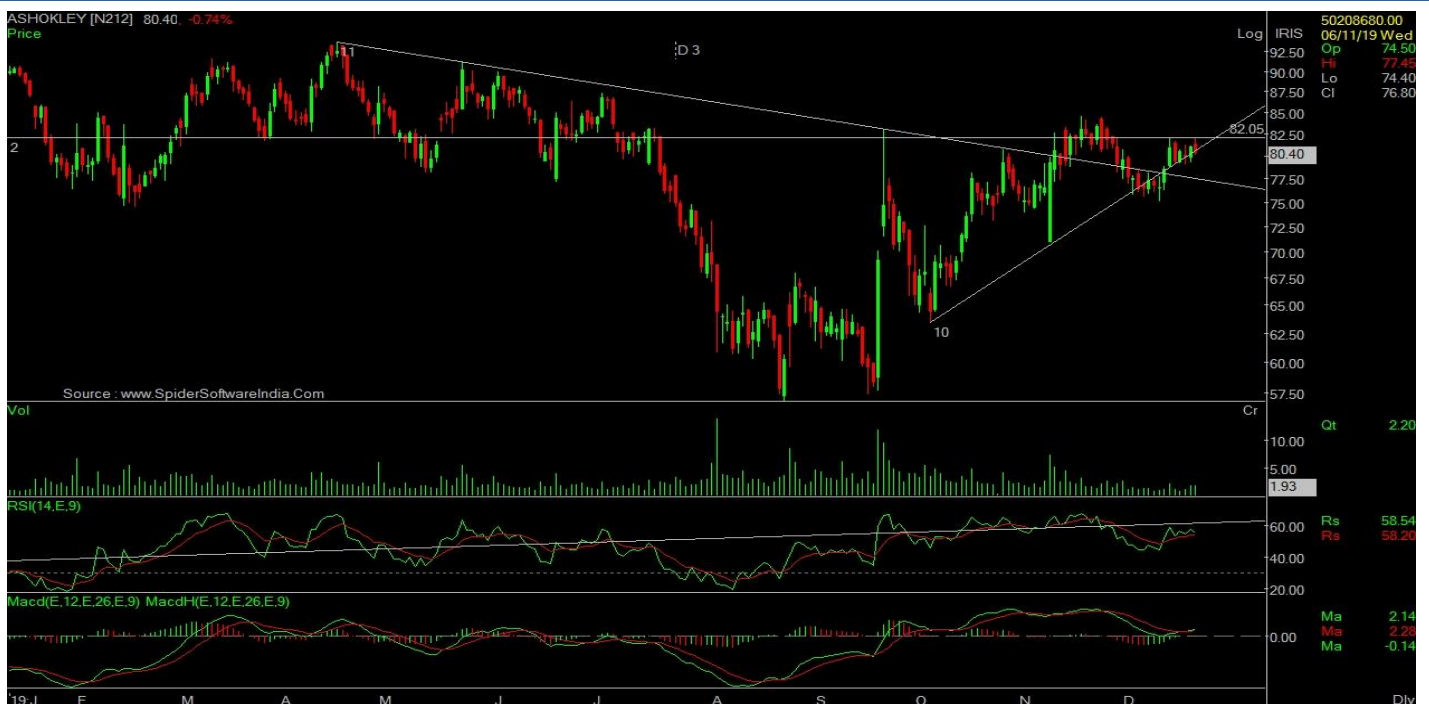 ASHOKLEY [N212] 80.40, -0.74%
Price
Log
IRIS
50208680.00
06/11/19 Wed
Op 74.50
Hi 77.45
Lo 74.40
Cl 76.80
11
D 3
92.50
90.00
87.50
85.00
82.05
82.50
2
80.40
77.50
75.00
72.50
70.00
67.50
65.00
10
62.50
60.00
57.50
Source : www.SpiderSoftwareIndia.Com
Vol
Cr
Qt 2.20
10.00
5.00
1.93
RSI(14,E,9)
60.00
40.00
20.00
Rs 58.54
Rs 58.20
Macd(E,12,E,26,E,9) MacdH(E,12,E,26,E,9)
0.00
Ma 2.14
Ma 2.28
Ma -0.14
'19:J F M A M J J A S O N D
Dly